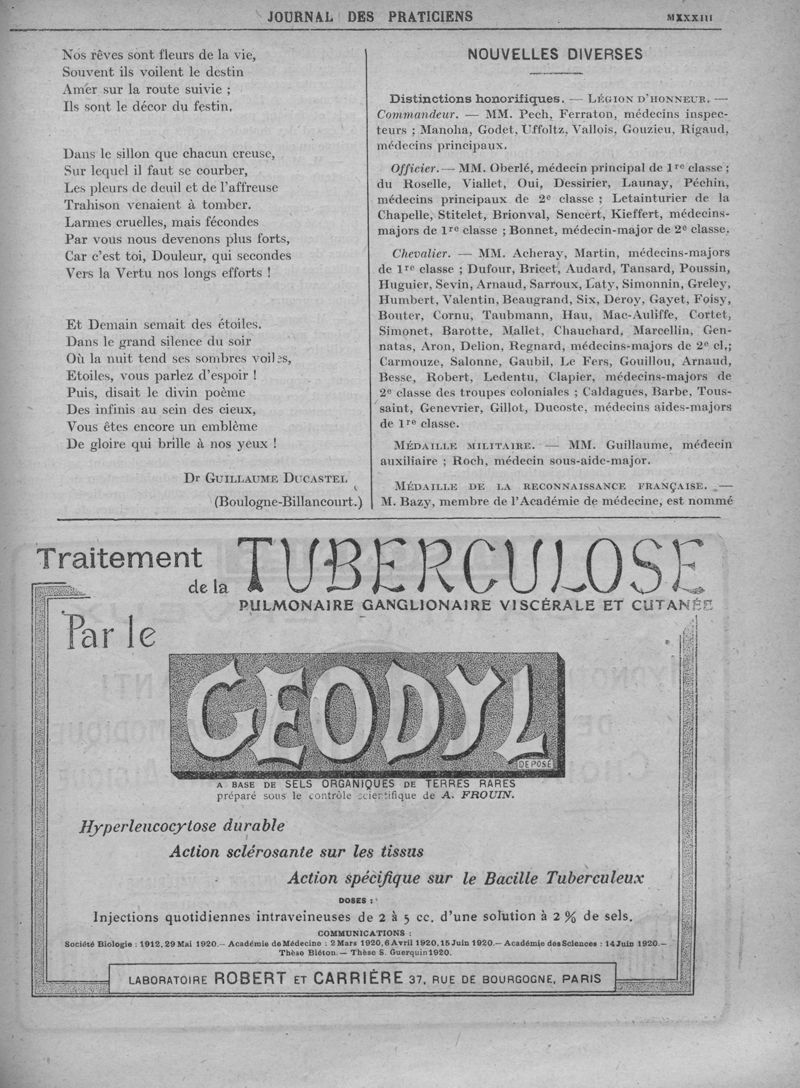 JOURNAL DES PRATICIENS
MXXXIII
Nos rêves sont fleurs de la vie,
Souvent ils voilent le destin
Amer sur la route suivie ;
Ils sont le décor du festin.
Dans le sillon que chacun creuse,
Sur lequel il faut se courber,
Les pleurs de deuil et de l'affreuse
Trahison venaient à tomber.
Larmes cruelles, mais fécondes
Par vous nous devenons plus forts,
Car c'est toi, Douleur, qui secondes
Vers la Vertu nos longs efforts !
Et Demain semait des étoiles.
Dans le grand silence du soir
Où la nuit tend ses sombres voiles,
Etoiles, vous parlez d'espoir !
Puis, disait le divin poème
Des infinis au sein des cieux,
Vous êtes encore un emblème
De gloire qui brille à nos yeux !
Dr GUILLAUME DUCASTEL
(Boulogne-Billancourt.)
NOUVELLES DIVERSES
Distinctions honorifiques. — LÉGION D'HONNEUR. —
Commandeur. — MM. Pech, Ferraton, médecins inspec-
teurs ; Manoha, Godet, Uffoltz, Vallois, Gouzieu, Rigaud,
médecins principaux.
Officier. — MM. Oberlé, médecin principal de 1re classe ;
du Roselle, Viallet, Oui, Dessirier, Launay, Péchin,
médecins principaux de 2e classe ; Letainturier de la
Chapelle, Stitelet, Brionval, Sencert, Kieffert, médecins-
majors de 1re classe ; Bonnet, médecin-major de 2e classe.
Chevalier. — MM. Acheray, Martin, médecins-majors
de 1re classe ; Dufour, Bricet, Audard, Tansard, Poussin,
Huguier, Sevin, Arnaud, Sarroux, Laty, Simonnin, Greley,
Humbert, Valentin, Beaugrand, Six, Deroy, Gayet, Foisy,
Bouter, Cornu, Taubmann, Hau, Mac-Auliffe, Cortet,
Simonet, Barotte, Mallet, Chauchard, Marcellin, Gen-
natas, Aron, Delion, Regnard, médecins-majors de 2e cl,;
Carmouze, Salonne, Gaubil, Le Fers, Gouillou, Arnaud,
Besse, Robert, Ledentu, Clapier, médecins-majors de
2e classe des troupes coloniales ; Caldaguès, Barbe, Tous-
saint, Genevrier, Gillot, Ducoste, médecins aides-majors
de 1re classe.
MÉDAILLE MILITAIRE. — MM. Guillaume, médecin
auxiliaire ; Roch, médecin sous-aide-major.
MÉDAILLE DE LA RECONNAISSANCE FRANÇAISE. —
M. Bazy, membre de l'Académie de médecine, est nommé
Traitement
de la
TUBERCULOSE
PULMONAIRE GANGLIONAIRE VISCÉRALE ET CUTANÉE
Par le
GEODYL
DÉPOSÉ
A BASE DE SELS ORGANIQUES DE TERRES RARES
préparé sous le contrôle scientifique de A. FROUIN.
Hyperleucocytose durable
Action sclérosante sur les tissus
Action spécifique sur le Bacille Tuberculeux
DOSES :
Injections quotidiennes intraveineuses de 2 à 5 cc. d'une solution à 2 % de sels.
COMMUNICATIONS :
Société Biologie : 1912, 29 Mai 1920.— Académie de Médecine : 2 Mars 1920, 6 Avril 1920, 15 Juin 1920.— Académie des Sciences : 14 Juin 1920.—
Thèse Biéton.— Thèse S. Guerquin 1920.
LABORATOIRE ROBERT ET CARRIÈRE 37, RUE DE BOURGOGNE, PARIS